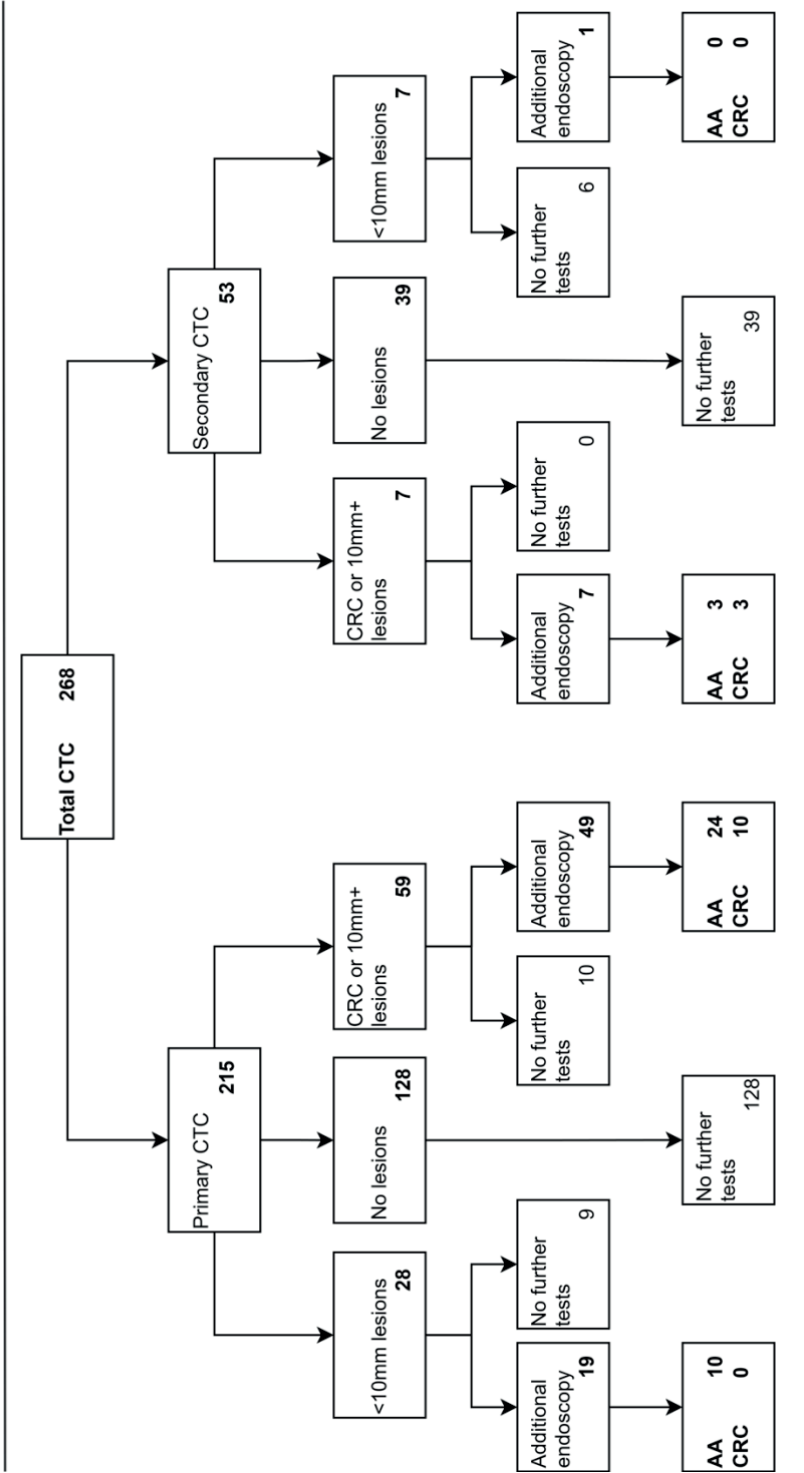 Total CTC 268
Primary CTC
215
Secondary CTC
53
<10mm lesions
28
No lesions
128
CRC or 10mm+
lesions
59
CRC or 10mm+
lesions
7
No lesions
39
<10mm lesions
7
Additional
endoscopy
19
No further
tests
9
No further
tests
10
Additional
endoscopy
49
Additional
endoscopy
7
No further
tests
0
No further
tests
6
Additional
endoscopy
1
AA 10
CRC 0
No further
tests
128
AA 24
CRC 10
AA 3
CRC 3
No further
tests
39
AA 0
CRC 0